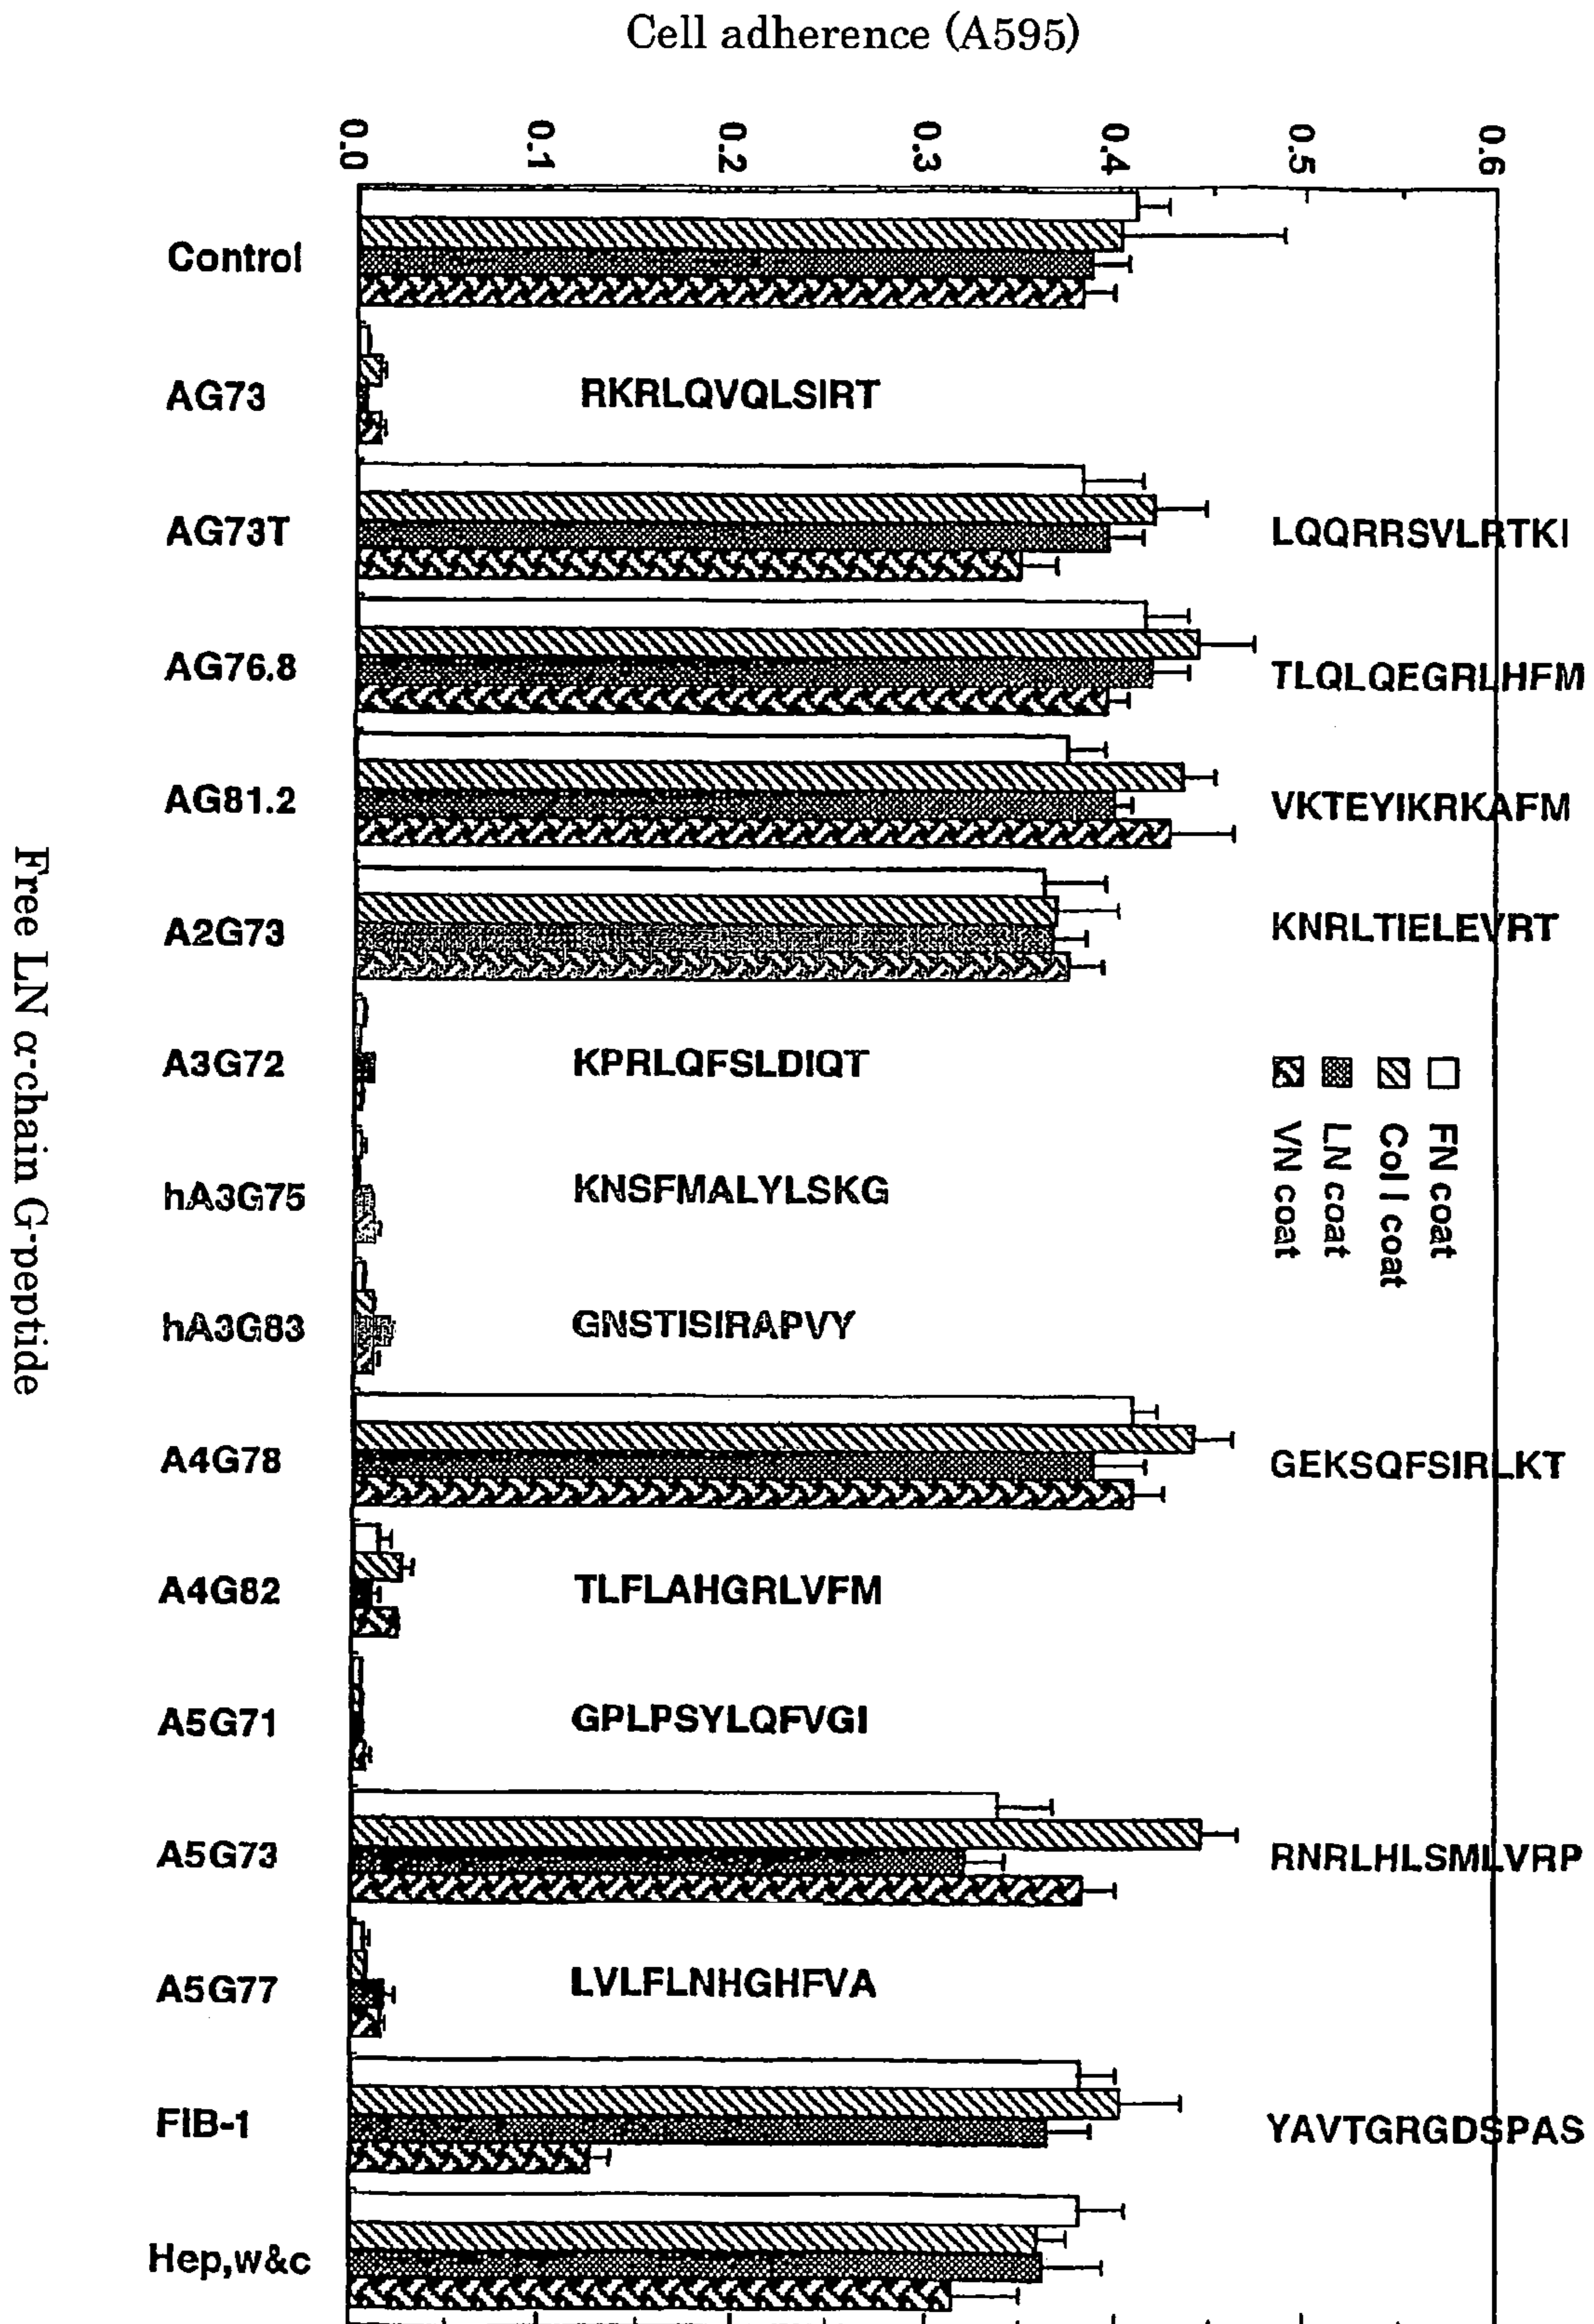 Cell adherence (A595)
0.0
0.1
0.2
0.3
0.4
0.5
0.6
Control
AG73 RKRLQVQLSIRT
AG73T LQQRRSVLRTKI
AG76.8 TLQLQEGRLHFM
AG81.2 VKTEYIKRKAFM
A2G73 KNRLTIELEVRT
A3G72 KPRLQFSLDIQT
hA3G75 KNSFMALYLSKG
hA3G83 GNSTISIRAPVY
A4G78 GEKSQFSIRLKT
A4G82 TLFLAHGRLVFM
A5G71 GPLPSYLQFVGI
A5G73 RNRLHLSMLVRP
A5G77 LVLFLNHGHFVA
FIB-1 YAVTGRGDSPAS
Hep,w&c
FN coat
Col I coat
LN coat
VN coat
Free LN α-chain G-peptide